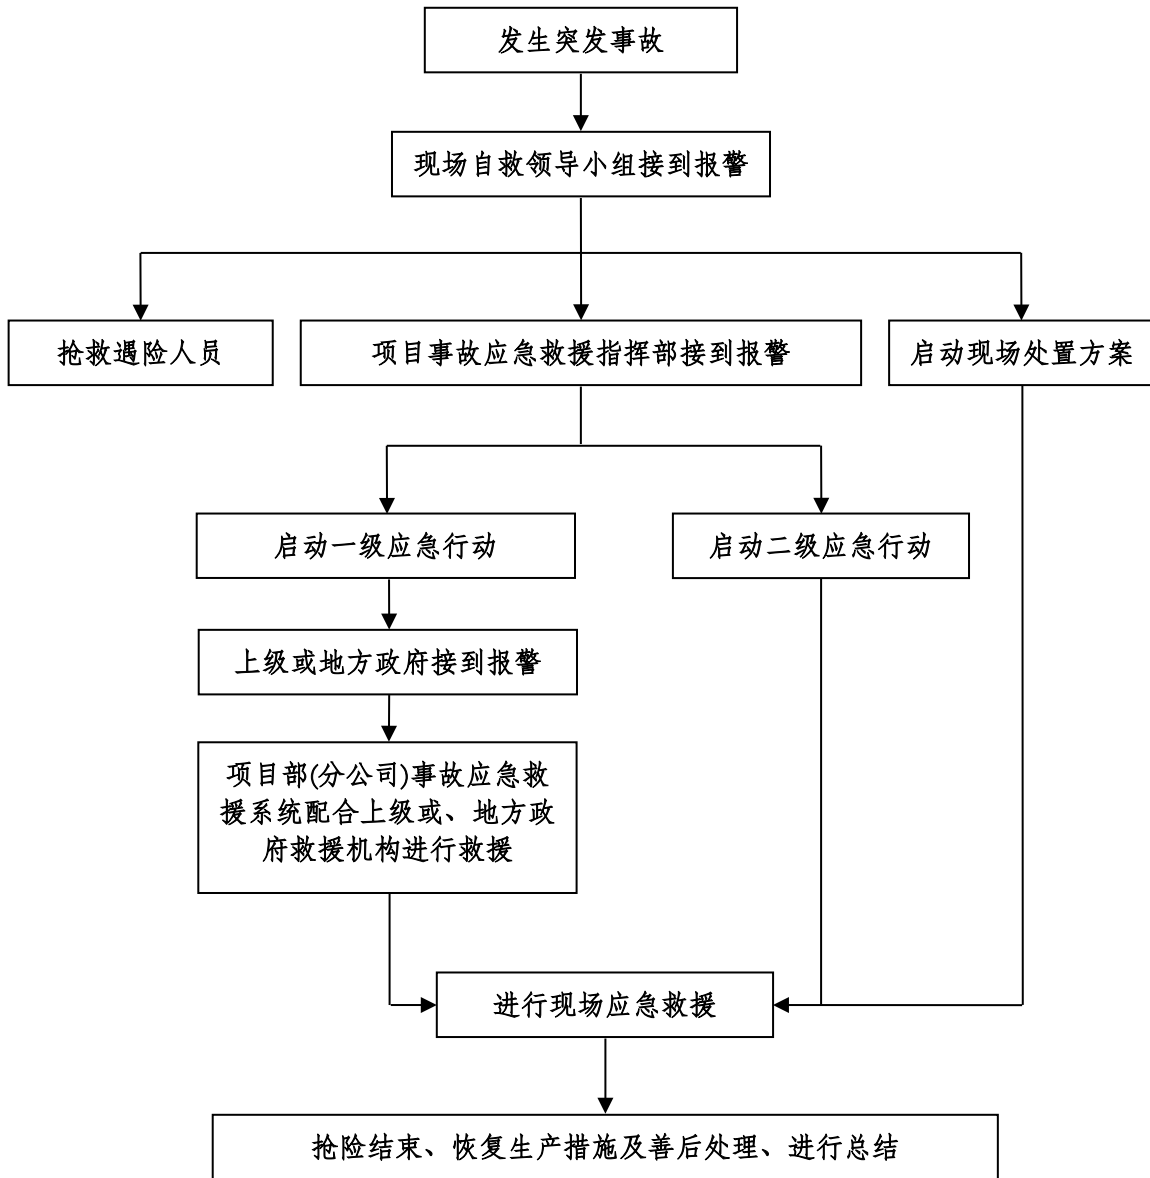 发生突发事故
现场自救领导小组接到报警
抢救遇险人员
项目事故应急救援指挥部接到报警
启动现场处置方案
启动一级应急行动
启动二级应急行动
上级或地方政府接到报警
项目部(分公司)事故应急救
援系统配合上级或、地方政
府救援机构进行救援
进行现场应急救援
抢险结束、恢复生产措施及善后处理、进行总结